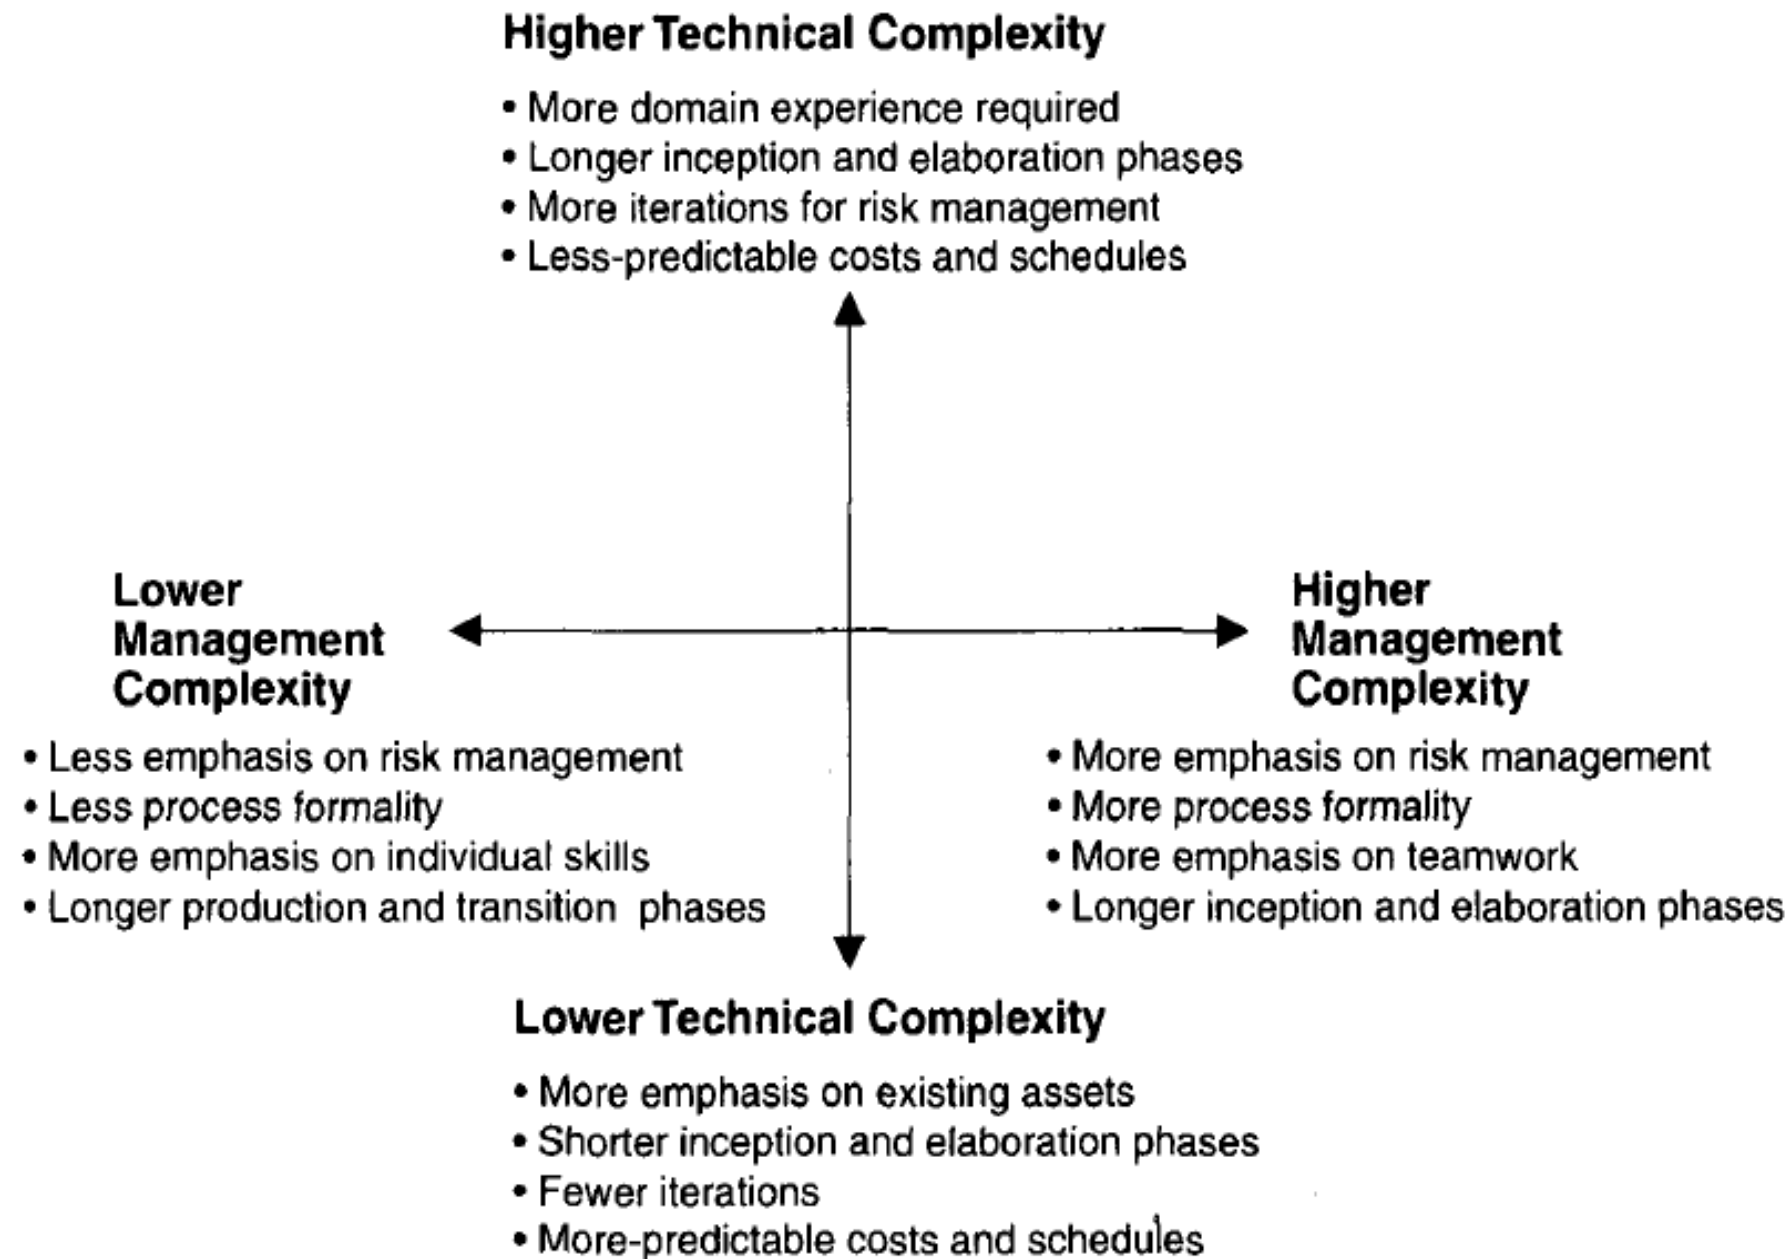 Higher Technical Complexity
• More domain experience required
• Longer inception and elaboration phases
• More iterations for risk management
• Less-predictable costs and schedules
Lower
Management
Complexity
• Less emphasis on risk management
• Less process formality
• More emphasis on individual skills
• Longer production and transition phases
Higher
Management
Complexity
• More emphasis on risk management
• More process formality
• More emphasis on teamwork
• Longer inception and elaboration phases
Lower Technical Complexity
• More emphasis on existing assets
• Shorter inception and elaboration phases
• Fewer iterations
• More-predictable costs and schedules